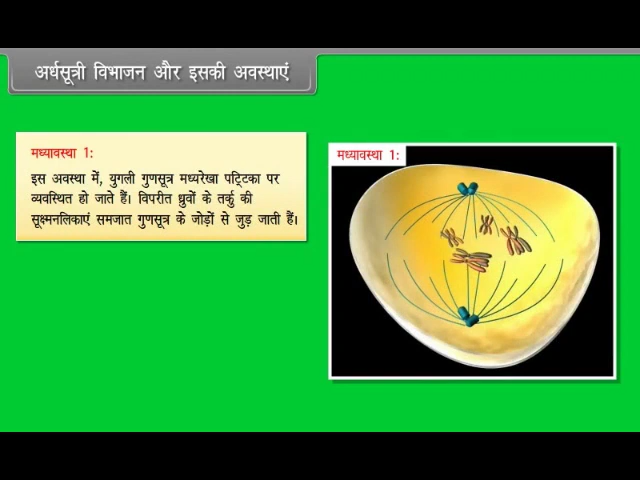 अर्धसूत्री विभाजन और इसकी अवस्थाएं
मध्यावस्था 1:
इस अवस्था में, युगली गुणसूत्र मध्यरेखा पट्टिका पर
व्यवस्थित हो जाते हैं। विपरीत ध्रुवों के तर्कु की
सूक्ष्मनलिकाएं समजात गुणसूत्र के जोड़ों से जुड़ जाती हैं।
मध्यावस्था 1: